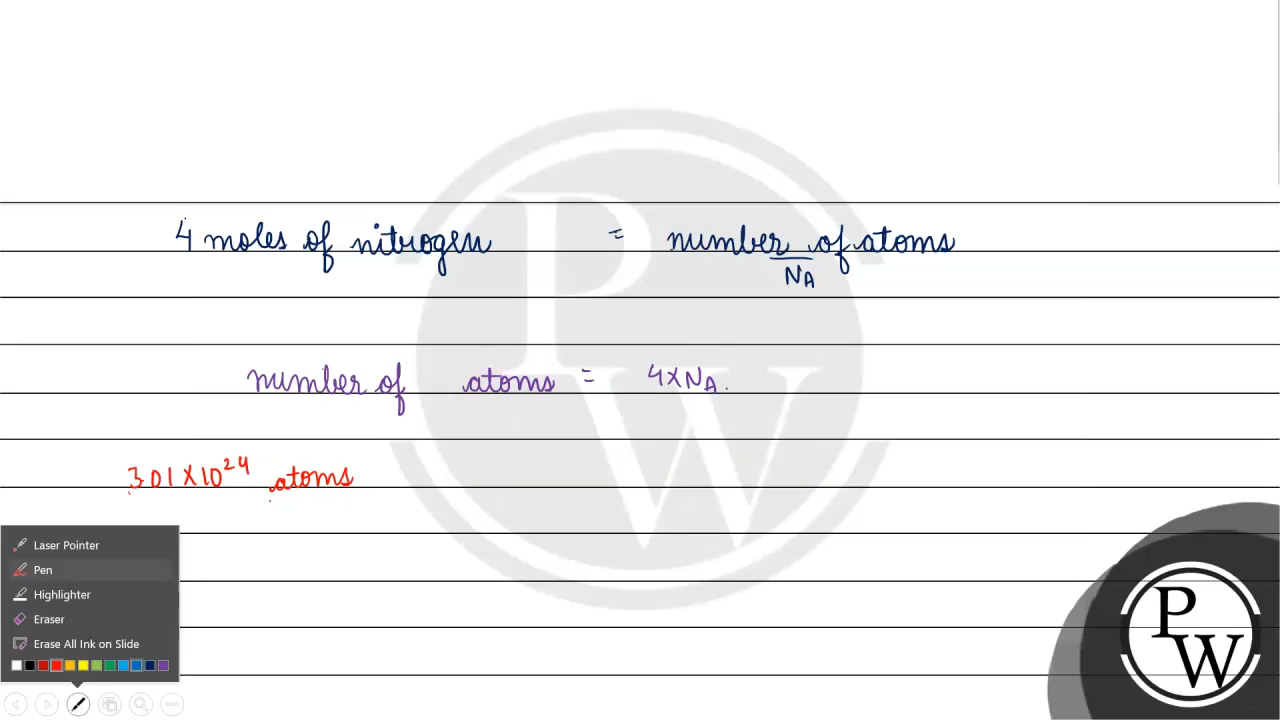 4 moles of nitrogen = number of atoms
NA
number of atoms = 4×NA.
3.01×10²⁴ atoms
Laser Pointer
Pen
Highlighter
Eraser
Erase All Ink on Slide
P
W
P
W